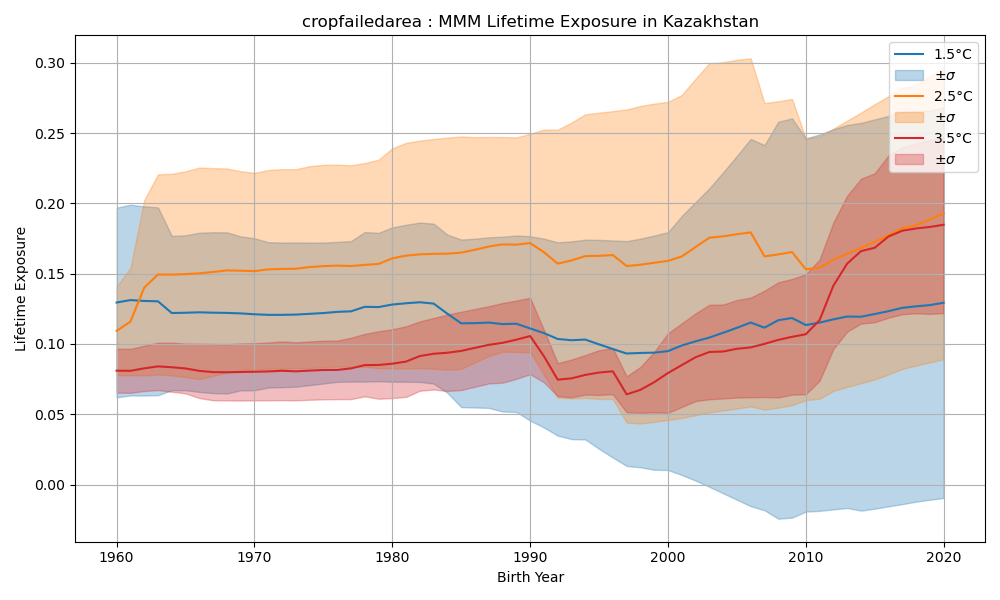 cropfailedarea : MMM Lifetime Exposure in Kazakhstan
Lifetime Exposure
0.30
0.25
0.20
0.15
0.10
0.05
0.00
1960 1970 1980 1990 2000 2010 2020
Birth Year
1.5°C
±σ
2.5°C
±σ
3.5°C
±σ